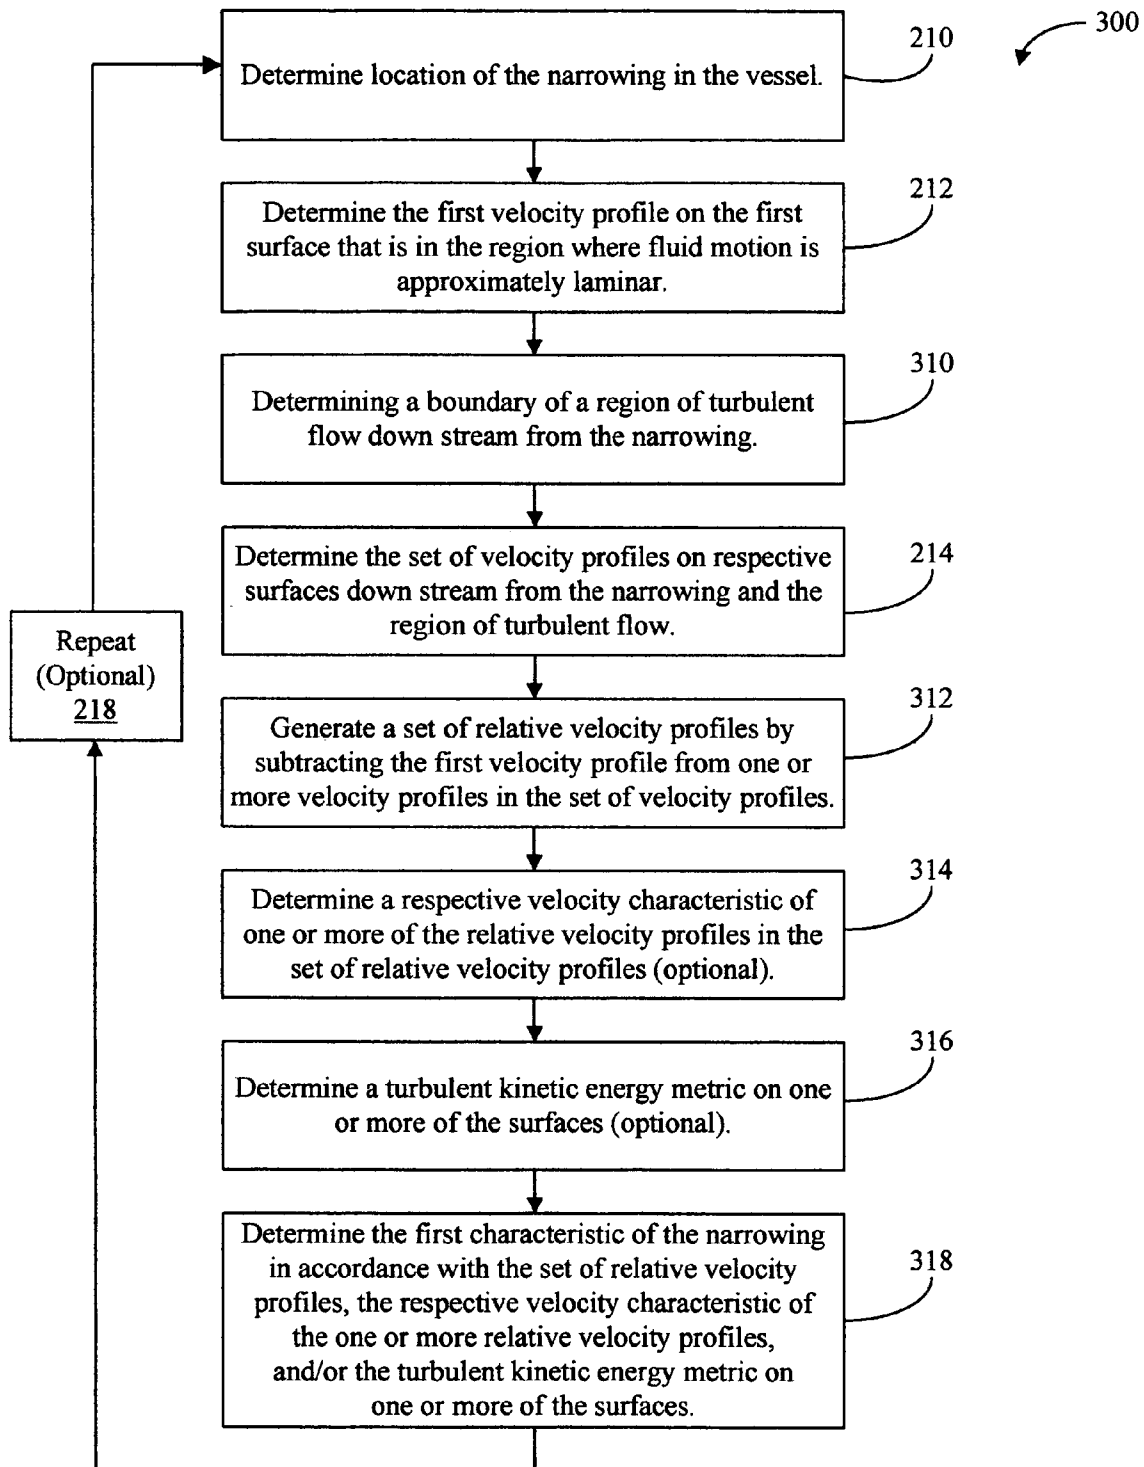 300
210
Determine location of the narrowing in the vessel.
212
Determine the first velocity profile on the first
surface that is in the region where fluid motion is
approximately laminar.
310
Determining a boundary of a region of turbulent
flow down stream from the narrowing.
214
Determine the set of velocity profiles on respective
surfaces down stream from the narrowing and the
region of turbulent flow.
Repeat
(Optional)
218
312
Generate a set of relative velocity profiles by
subtracting the first velocity profile from one or
more velocity profiles in the set of velocity profiles.
314
Determine a respective velocity characteristic of
one or more of the relative velocity profiles in the
set of relative velocity profiles (optional).
316
Determine a turbulent kinetic energy metric on one
or more of the surfaces (optional).
318
Determine the first characteristic of the narrowing
in accordance with the set of relative velocity
profiles, the respective velocity characteristic of
the one or more relative velocity profiles,
and/or the turbulent kinetic energy metric on
one or more of the surfaces.